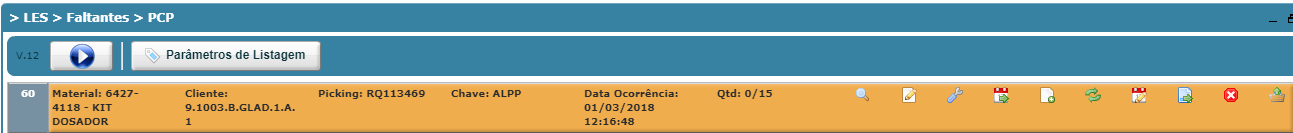 > LES > Faltantes > PCP
V.12
Parâmetros de Listagem
60
Material: 6427-
4118 - KIT
DOSADOR
Cliente:
9.1003.B.GLAD.1.A.
1
Picking: RQ113469
Chave: ALPP
Data Ocorrência:
01/03/2018
12:16:48
Qtd: 0/15